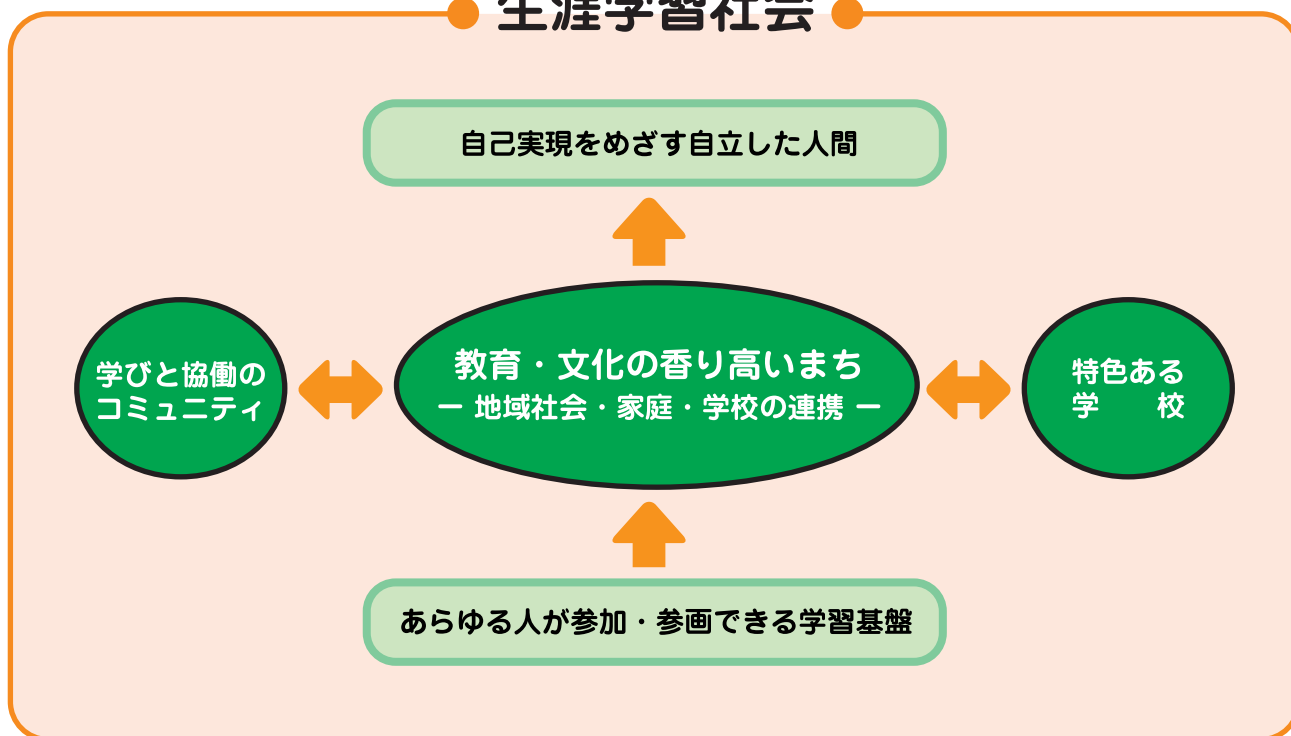 生涯学習社会
自己実現をめざす自立した人間
学びと協働の
コミュニティ
教育・文化の香り高いまち
ー 地域社会・家庭・学校の連携 ー
特色ある
学　　校
あらゆる人が参加・参画できる学習基盤